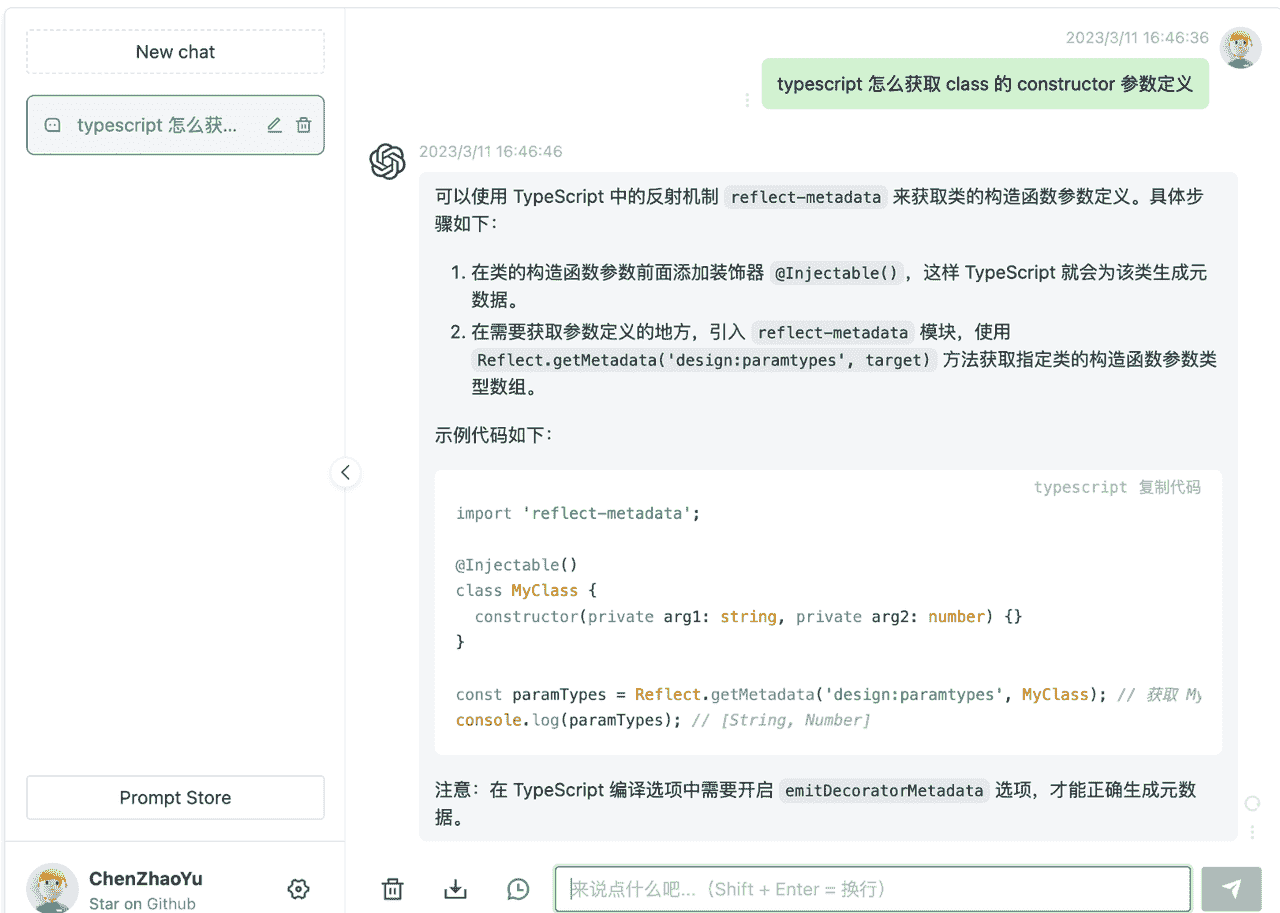 New chat
typescript 怎么获...
Prompt Store
ChenZhaoYu
Star on Github
2023/3/11 16:46:36
typescript 怎么获取 class 的 constructor 参数定义
2023/3/11 16:46:46
可以使用 TypeScript 中的反射机制 reflect-metadata 来获取类的构造函数参数定义。具体步
骤如下：
1. 在类的构造函数参数前面添加装饰器 @Injectable()，这样 TypeScript 就会为该类生成元
数据。
2. 在需要获取参数定义的地方，引入 reflect-metadata 模块，使用
Reflect.getMetadata('design:paramtypes', target) 方法获取指定类的构造函数参数类
型数组。
示例代码如下：
typescript 复制代码
import 'reflect-metadata';
@Injectable()
class MyClass {
constructor(private arg1: string, private arg2: number) {}
}
const paramTypes = Reflect.getMetadata('design:paramtypes', MyClass); // 获取 My
console.log(paramTypes); // [String, Number]
注意：在 TypeScript 编译选项中需要开启 emitDecoratorMetadata 选项，才能正确生成元数
据。
来说点什么吧...（Shift + Enter = 换行）